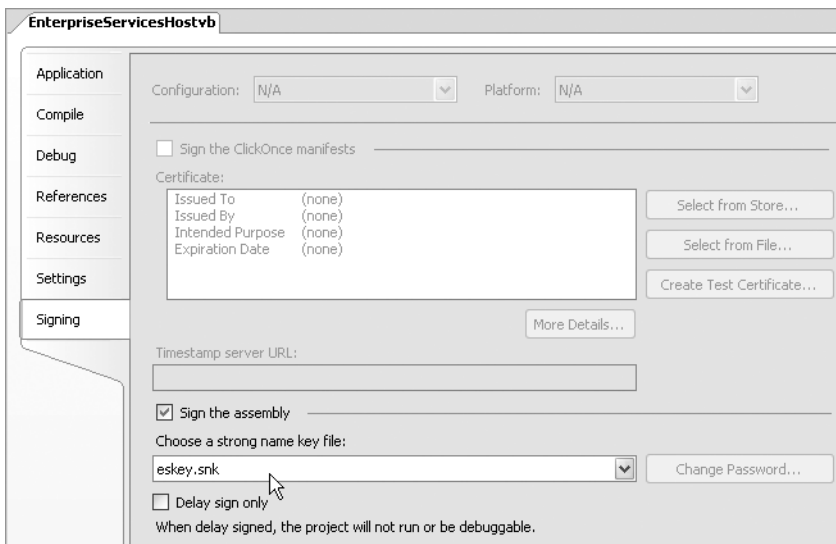 EnterpriseServicesHostvb
Application
Compile
Debug
References
Resources
Settings
Signing
Configuration: N/A Platform: N/A
Sign the ClickOnce manifests
Certificate:
Issued To (none)
Issued By (none)
Intended Purpose (none)
Expiration Date (none)
Select from Store...
Select from File...
Create Test Certificate...
More Details...
Timestamp server URL:
Sign the assembly
Choose a strong name key file:
eskey.snk
Change Password...
Delay sign only
When delay signed, the project will not run or be debuggable.